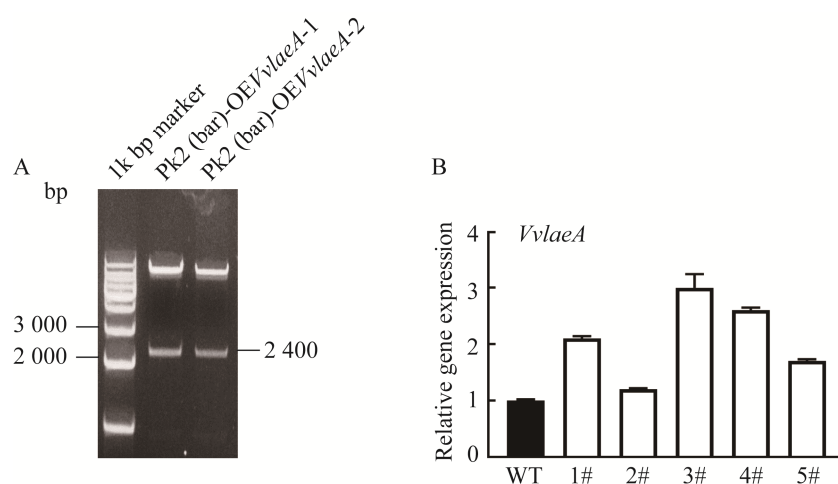 A
bp
1k bp marker
Pk2 (bar)-OEVvlaeA-1
Pk2 (bar)-OEVvlaeA-2
3 000
2 000
2 400
B
VvlaeA
Relative gene expression
4
3
2
1
0
WT 1# 2# 3# 4# 5#